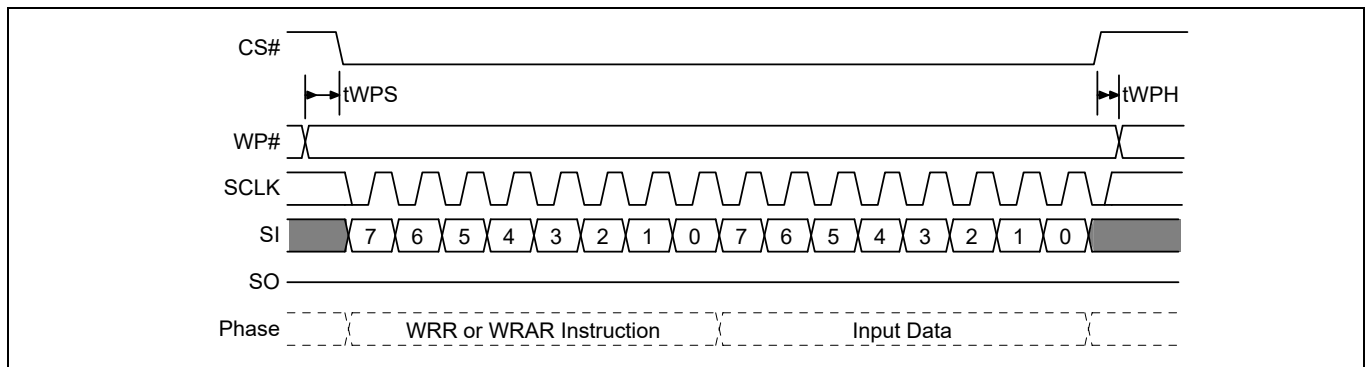 CS#
tWPS
tWPH
WP#
SCLK
SI
7 6 5 4 3 2 1 0 7 6 5 4 3 2 1 0
SO
Phase
WRR or WRAR Instruction
Input Data